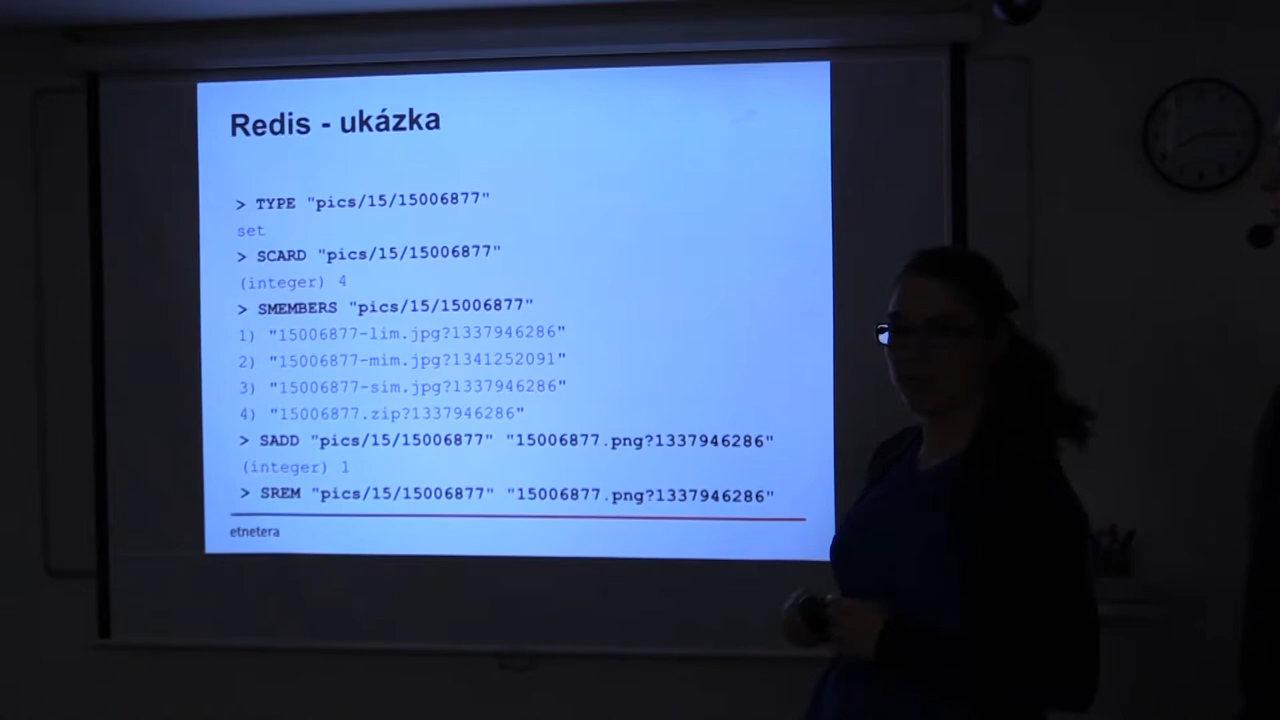 Redis - ukázka
> TYPE "pics/15/15006877"
set
> SCARD "pics/15/15006877"
(integer) 4
> SMEMBERS "pics/15/15006877"
1) "15006877-lim.jpg?1337946286"
2) "15006877-mim.jpg?1341252091"
3) "15006877-sim.jpg?1337946286"
4) "15006877.zip?1337946286"
> SADD "pics/15/15006877" "15006877.png?1337946286"
(integer) 1
> SREM "pics/15/15006877" "15006877.png?1337946286"
etnetera